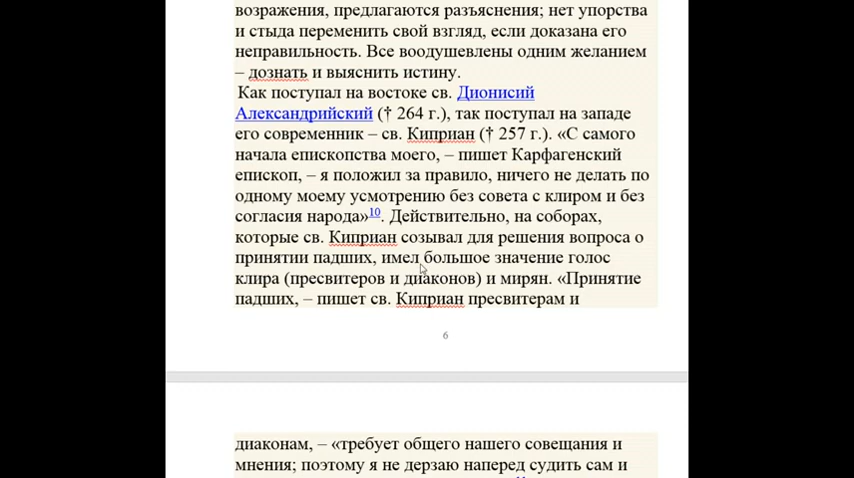 возражения, предлагаются разъяснения; нет упорства
и стыда переменить свой взгляд, если доказана его
неправильность. Все воодушевлены одним желанием
– дознать и выяснить истину.
Как поступал на востоке св. Дионисий
Александрийский († 264 г.), так поступал на западе
его современник – св. Киприан († 257 г.). «С самого
начала епископства моего, – пишет Карфагенский
епископ, – я положил за правило, ничего не делать по
одному моему усмотрению без совета с клиром и без
согласия народа»10. Действительно, на соборах,
которые св. Киприан созывал для решения вопроса о
принятии падших, имел большое значение голос
клира (пресвитеров и диаконов) и мирян. «Принятие
падших, – пишет св. Киприан пресвитерам и
6
диаконам, – «требует общего нашего совещания и
мнения; поэтому я не дерзаю наперед судить сам и